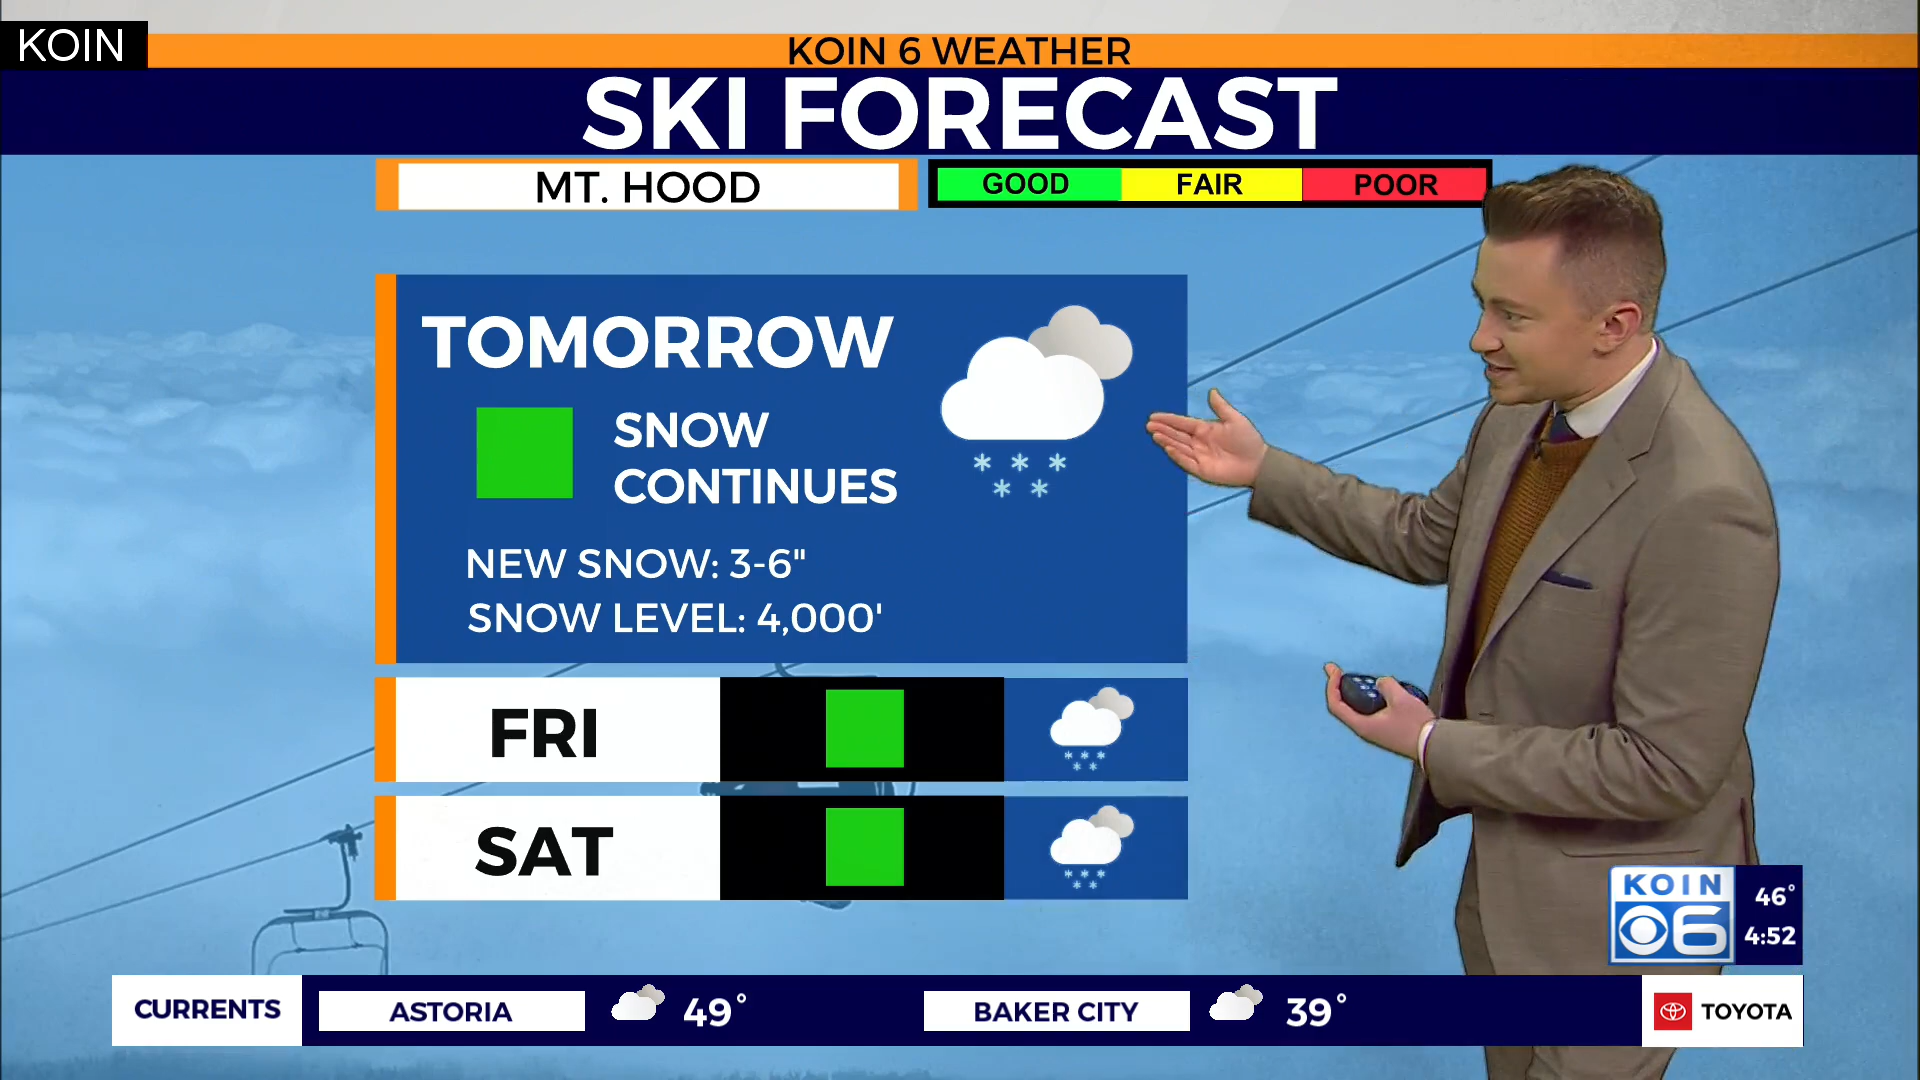 KOIN
KOIN 6 WEATHER
SKI FORECAST
MT. HOOD
GOOD FAIR POOR
TOMORROW
SNOW
CONTINUES
NEW SNOW: 3-6"
SNOW LEVEL: 4,000'
FRI
SAT
KOIN
6
46°
4:52
CURRENTS ASTORIA 49° BAKER CITY 39° TOYOTA